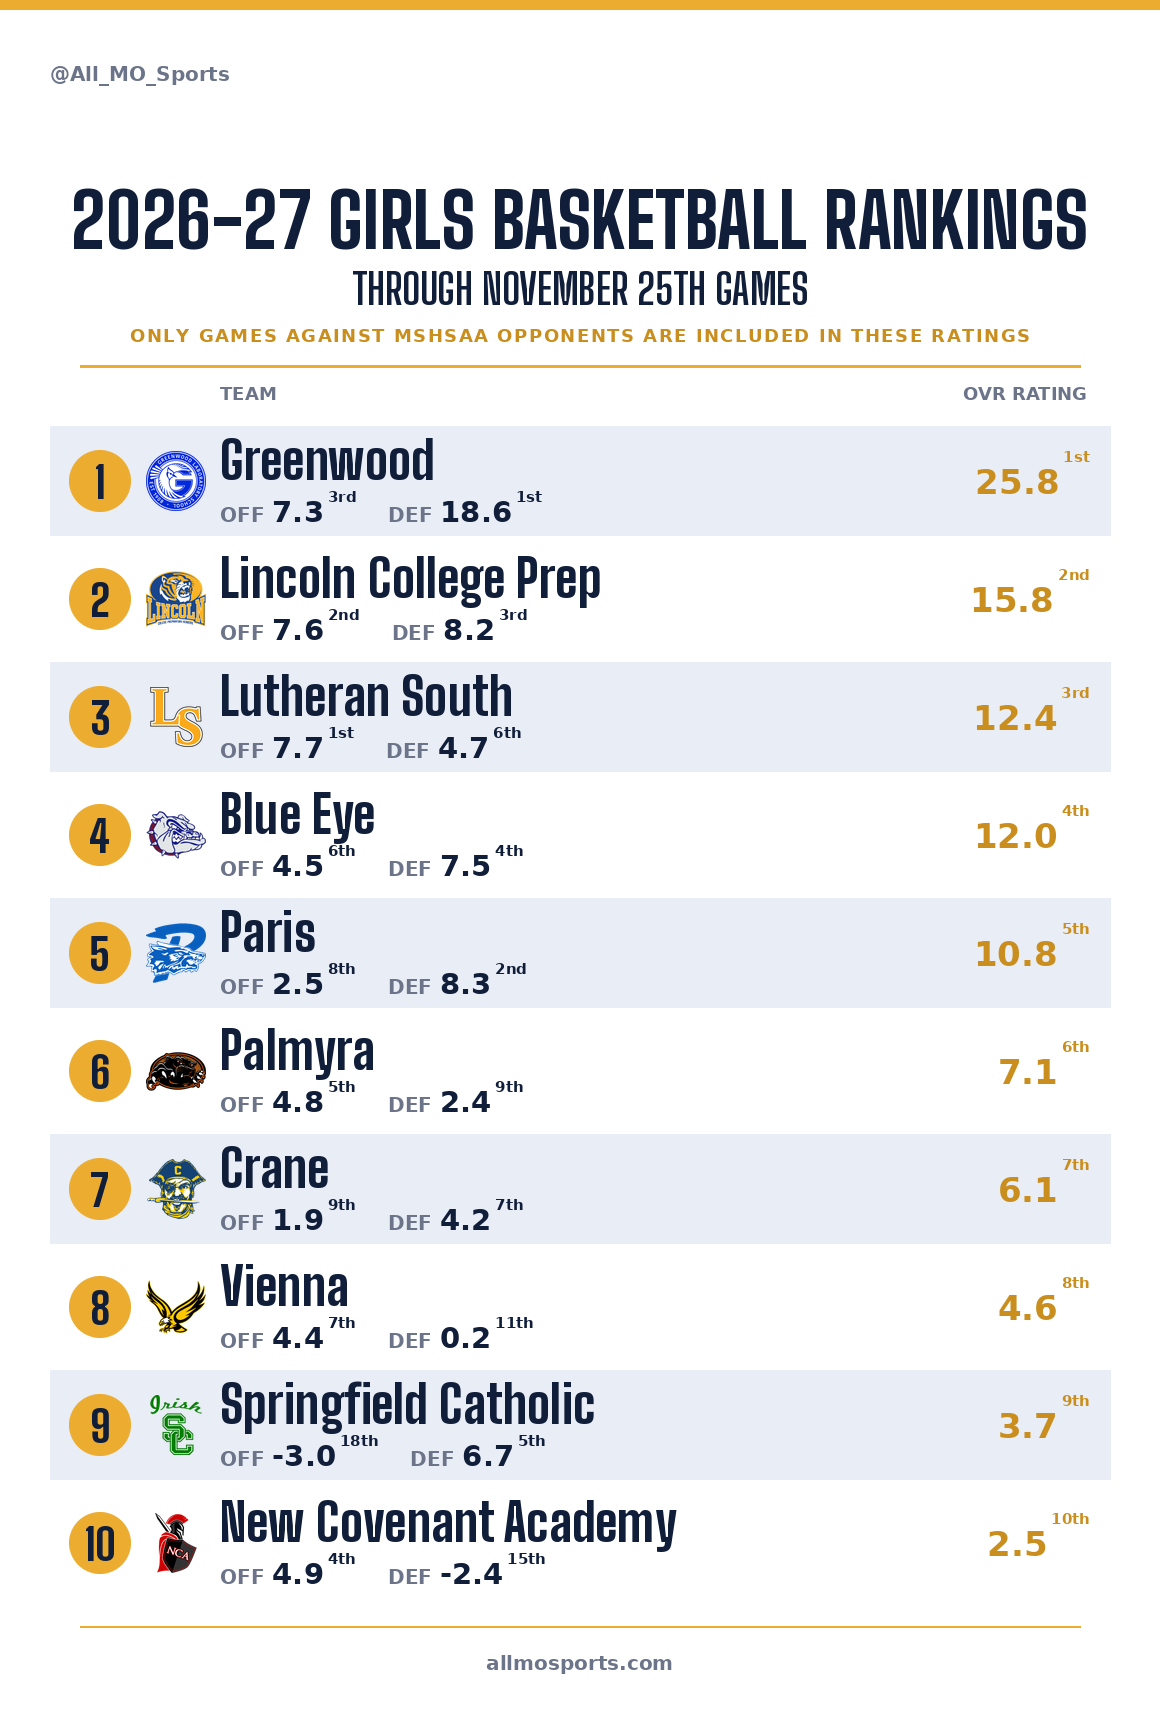 @All_MO_Sports
2026-27 GIRLS BASKETBALL RANKINGS
THROUGH NOVEMBER 25TH GAMES
ONLY GAMES AGAINST MSHSAA OPPONENTS ARE INCLUDED IN THESE RATINGS
TEAM OVR RATING
1 Greenwood 25.8 1st
OFF 7.3 3rd DEF 18.6 1st
2 LINCOLN Lincoln College Prep 15.8 2nd
OFF 7.6 2nd DEF 8.2 3rd
3 LS Lutheran South 12.4 3rd
OFF 7.7 1st DEF 4.7 6th
4 Blue Eye 12.0 4th
OFF 4.5 6th DEF 7.5 4th
5 P Paris 10.8 5th
OFF 2.5 8th DEF 8.3 2nd
6 Palmyra 7.1 6th
OFF 4.8 5th DEF 2.4 9th
7 C Crane 6.1 7th
OFF 1.9 9th DEF 4.2 7th
8 Vienna 4.6 8th
OFF 4.4 7th DEF 0.2 11th
9 Irish SC Springfield Catholic 3.7 9th
OFF -3.0 18th DEF 6.7 5th
10 NCA New Covenant Academy 2.5 10th
OFF 4.9 4th DEF -2.4 15th
allmosports.com